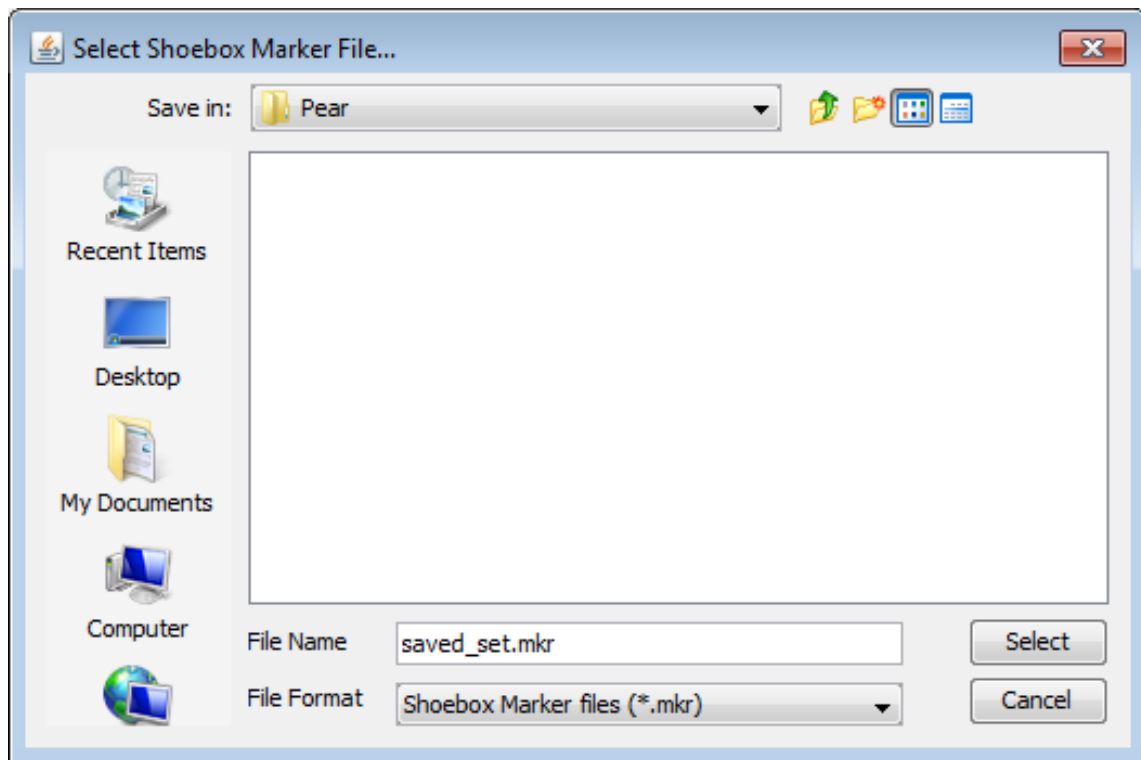 Select Shoebox Marker File...
Save in: Pear
Recent Items
Desktop
My Documents
Computer
File Name saved_set.mkr Select
File Format Shoebox Marker files (*.mkr) Cancel